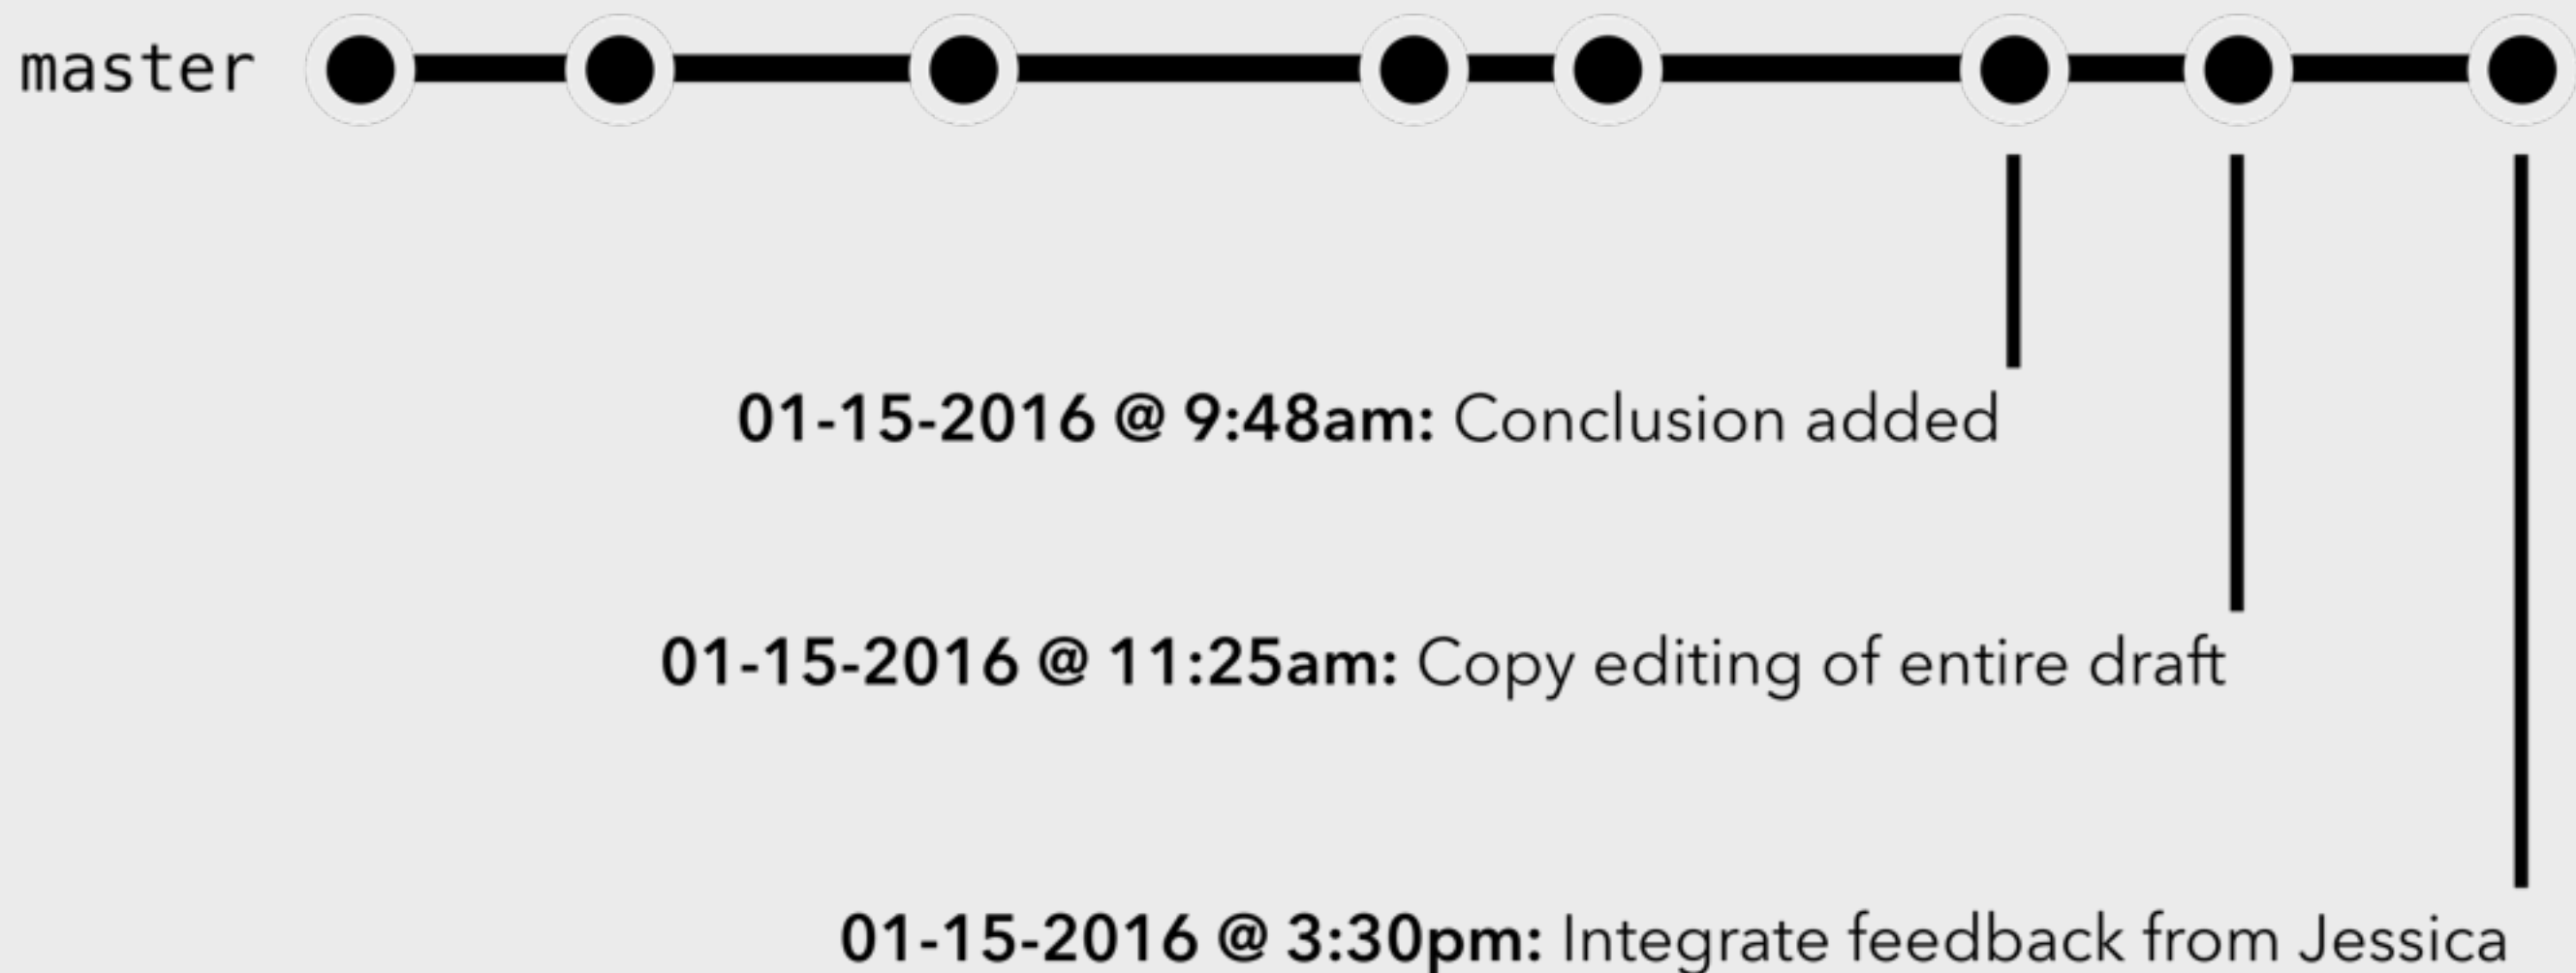 master
01-15-2016 @ 9:48am: Conclusion added
01-15-2016 @ 11:25am: Copy editing of entire draft
01-15-2016 @ 3:30pm: Integrate feedback from Jessica